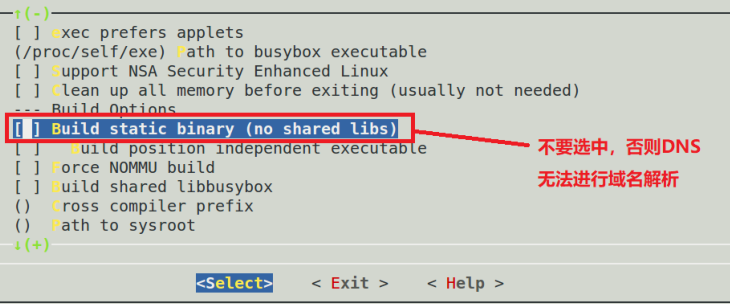 ↑(-)
[ ] exec prefers applets
(/proc/self/exe) Path to busybox executable
[ ] Support NSA Security Enhanced Linux
[ ] Clean up all memory before exiting (usually not needed)
--- Build Options
[ ] Build static binary (no shared libs)
[ ] Build position independent executable
[ ] Force NOMMU build
[ ] Build shared libbusybox
() Cross compiler prefix
() Path to sysroot
↓(+)
不要选中，否则DNS
无法进行域名解析
<Select> < Exit > < Help >